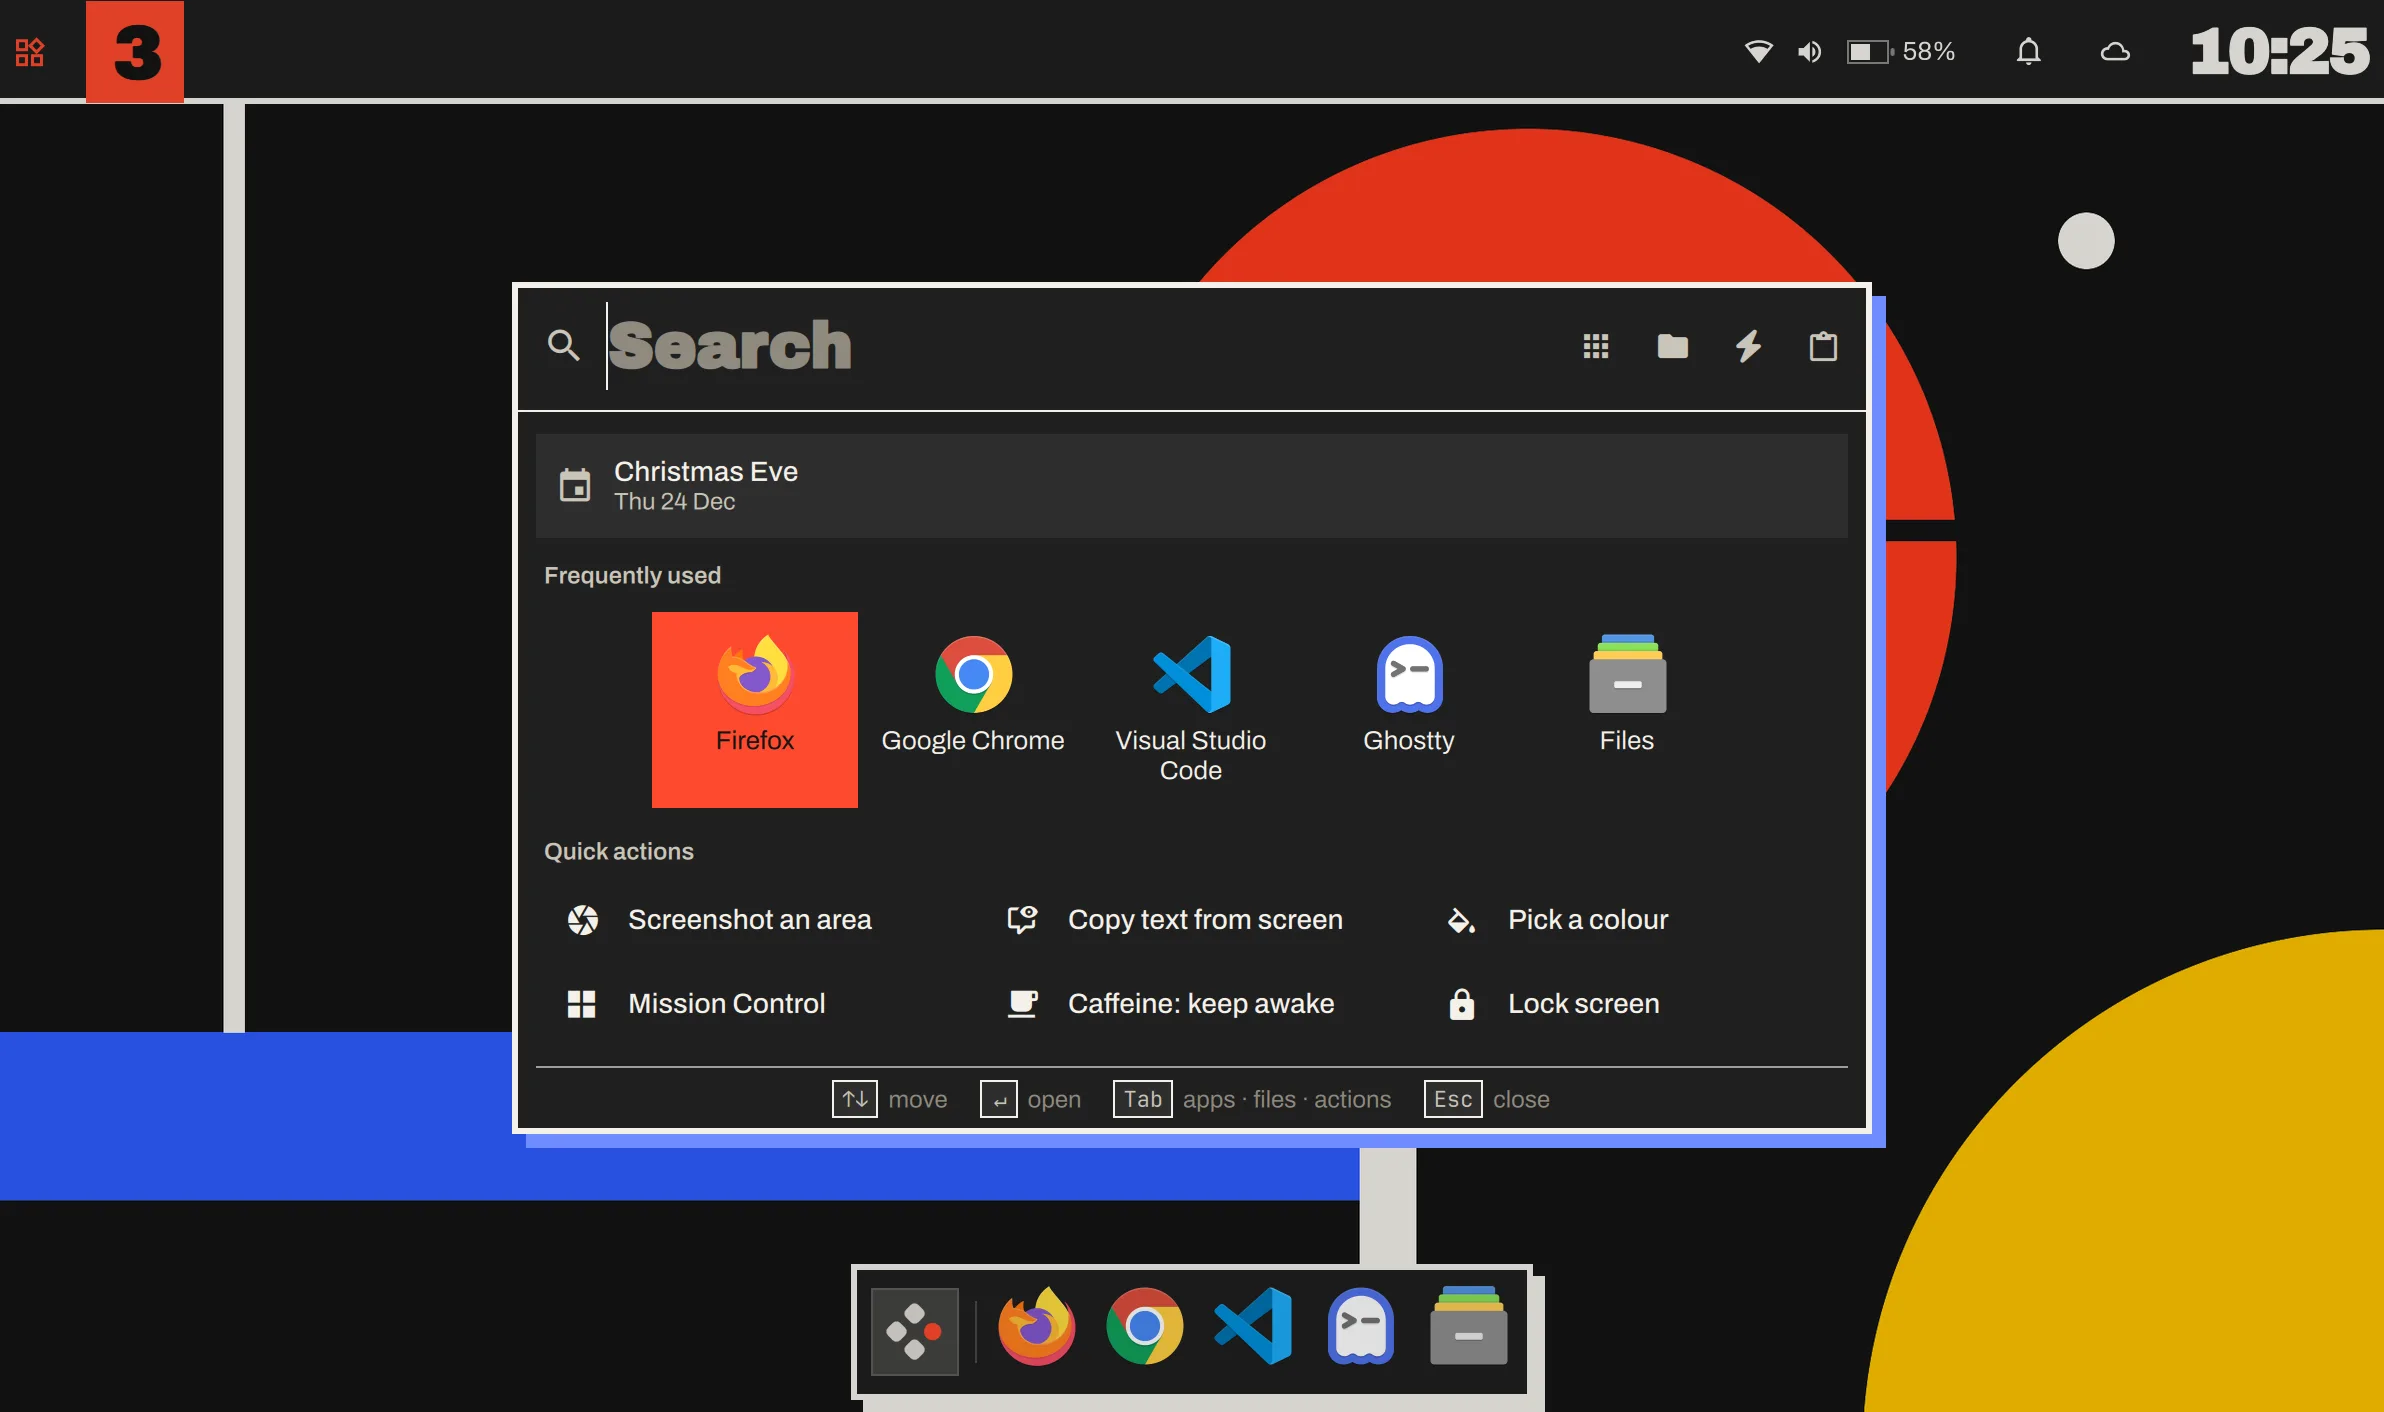 3
58%
10:25
Search
Christmas Eve
Thu 24 Dec
Frequently used
Firefox
Google Chrome
Visual Studio
Code
Ghostty
Files
Quick actions
Screenshot an area
Copy text from screen
Pick a colour
Mission Control
Caffeine: keep awake
Lock screen
↑↓ move ↵ open Tab apps · files · actions Esc close